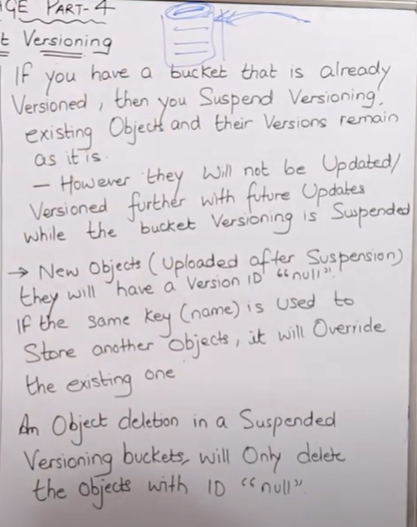 GE PART-4
t Versioning
If you have a bucket that is already
Versioned, then you Suspend Versioning,
existing Objects and their Versions remain
as it is.
— However they will not be Updated/
Versioned further with future Updates
while the bucket Versioning is Suspended
→ New Objects (Uploaded after Suspension)
they will have a Version ID "null".
If the same key (name) is used to
Store another Objects, it will Override
the existing one
An Object deletion in a Suspended
Versioning buckets, will Only delete
the Objects with ID "null"